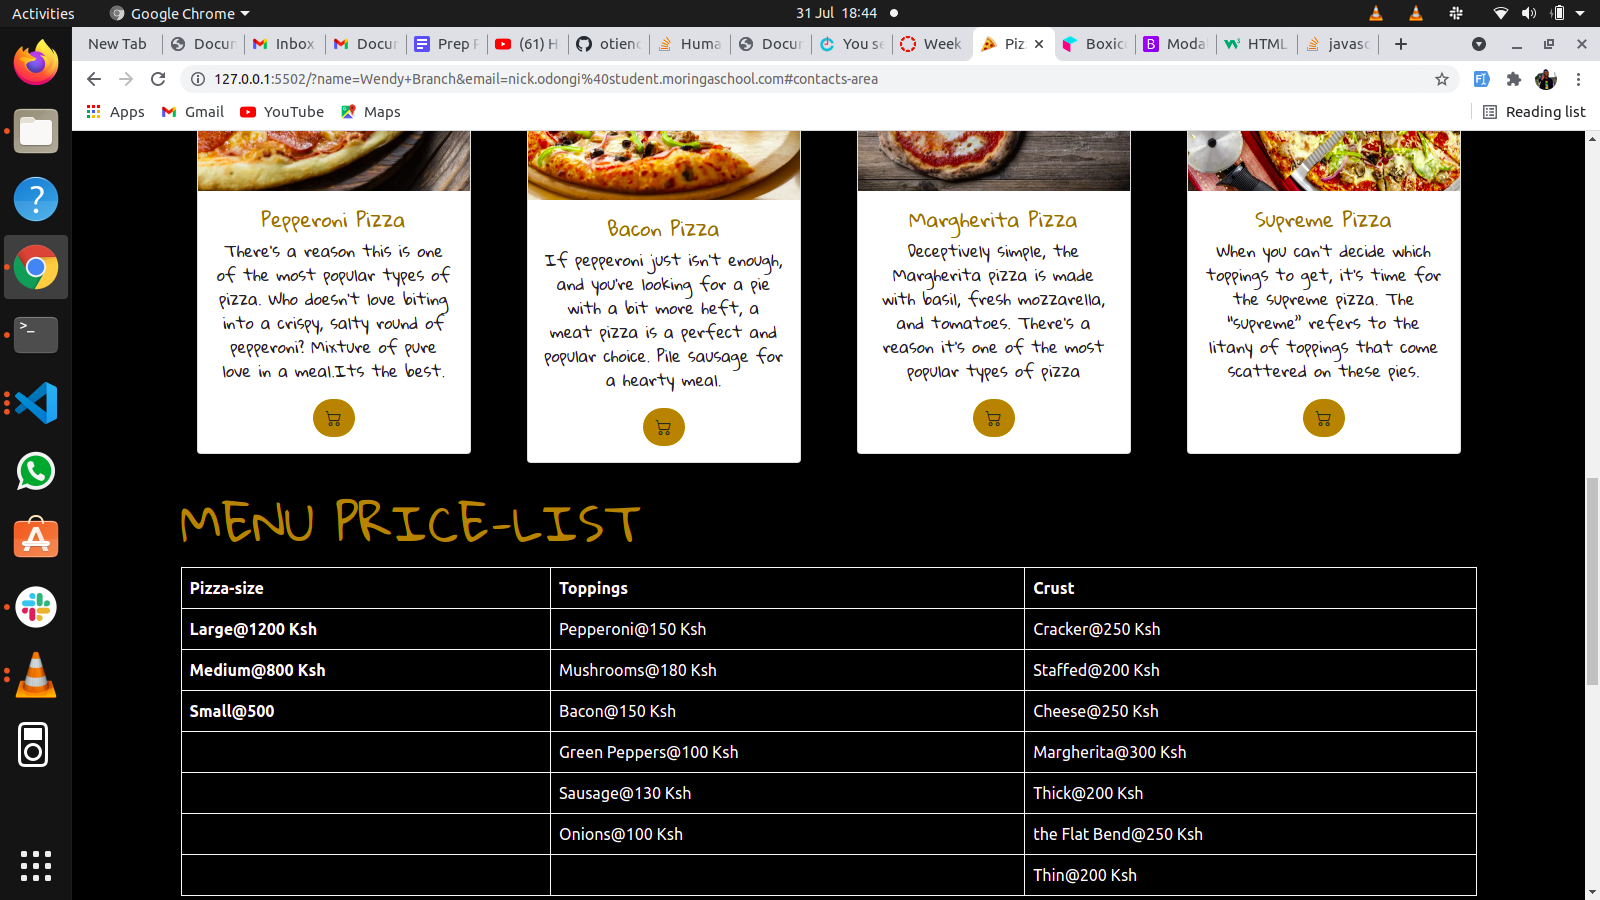 Activities Google Chrome 31 Jul 18:44
New Tab Docur Inbox Docur Prep F (61) H otienc Huma Docur You se Week Piz Boxic Moda HTML javasc
127.0.0.1:5502/?name=Wendy+Branch&email=nick.odongi%40student.moringaschool.com#contacts-area
Apps Gmail YouTube Maps Reading list
Pepperoni Pizza
There's a reason this is one
of the most popular types of
pizza. Who doesn't love biting
into a crispy, salty round of
pepperoni? Mixture of pure
love in a meal.Its the best.
Bacon Pizza
If pepperoni just isn't enough,
and you're looking for a pie
with a bit more heft, a
meat pizza is a perfect and
popular choice. Pile sausage for
a hearty meal.
Margherita Pizza
Deceptively simple, the
Margherita pizza is made
with basil, fresh mozzarella,
and tomatoes. There's a
reason it's one of the most
popular types of pizza
Supreme Pizza
When you can't decide which
toppings to get, it's time for
the supreme pizza. The
“supreme” refers to the
litany of toppings that come
scattered on these pies.
MENU PRICE-LIST
Pizza-size Toppings Crust
Large@1200 Ksh Pepperoni@150 Ksh Cracker@250 Ksh
Medium@800 Ksh Mushrooms@180 Ksh Staffed@200 Ksh
Small@500 Bacon@150 Ksh Cheese@250 Ksh
Green Peppers@100 Ksh Margherita@300 Ksh
Sausage@130 Ksh Thick@200 Ksh
Onions@100 Ksh the Flat Bend@250 Ksh
Thin@200 Ksh